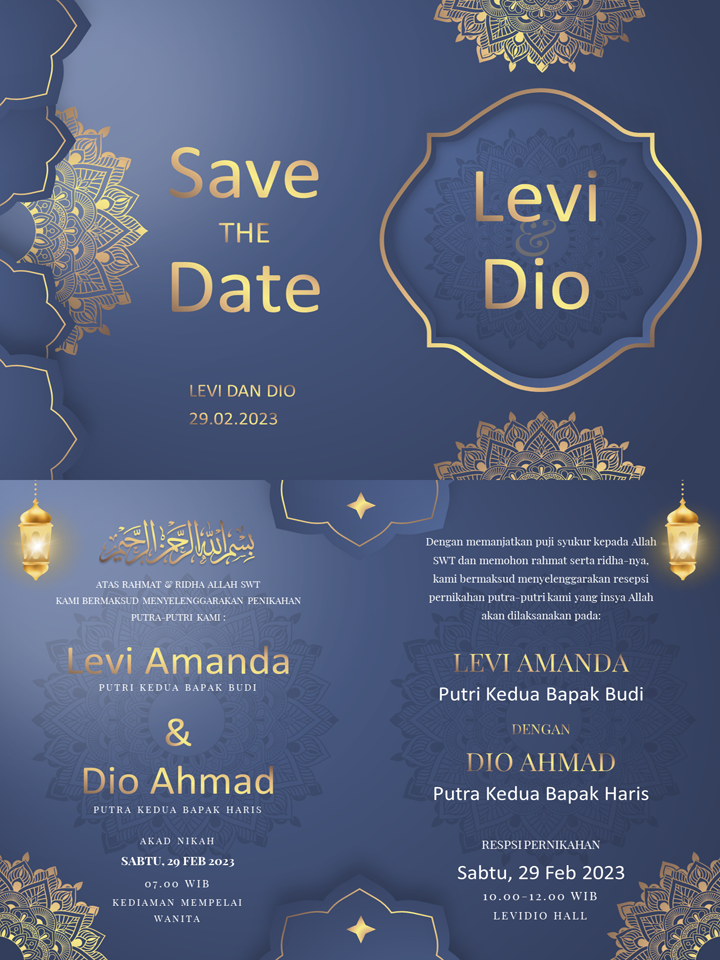 Save
THE
Date
LEVI DAN DIO
29.02.2023
Levi
&
Dio
بسم الله الرحمن الرحيم
ATAS RAHMAT & RIDHA ALLAH SWT
KAMI BERMAKSUD MENYELENGGARAKAN PENIKAHAN
PUTRA-PUTRI KAMI :
Levi Amanda
PUTRI KEDUA BAPAK BUDI
&
Dio Ahmad
PUTRA KEDUA BAPAK HARIS
AKAD NIKAH
SABTU, 29 FEB 2023
07.00 WIB
KEDIAMAN MEMPELAI
WANITA
Dengan memanjatkan puji syukur kepada Allah
SWT dan memohon rahmat serta ridha-nya,
kami bermaksud menyelenggarakan resepsi
pernikahan putra-putri kami yang insya Allah
akan dilaksanakan pada:
LEVI AMANDA
Putri Kedua Bapak Budi
DENGAN
DIO AHMAD
Putra Kedua Bapak Haris
RESPSI PERNIKAHAN
Sabtu, 29 Feb 2023
10.00-12.00 WIB
LEVIDIO HALL